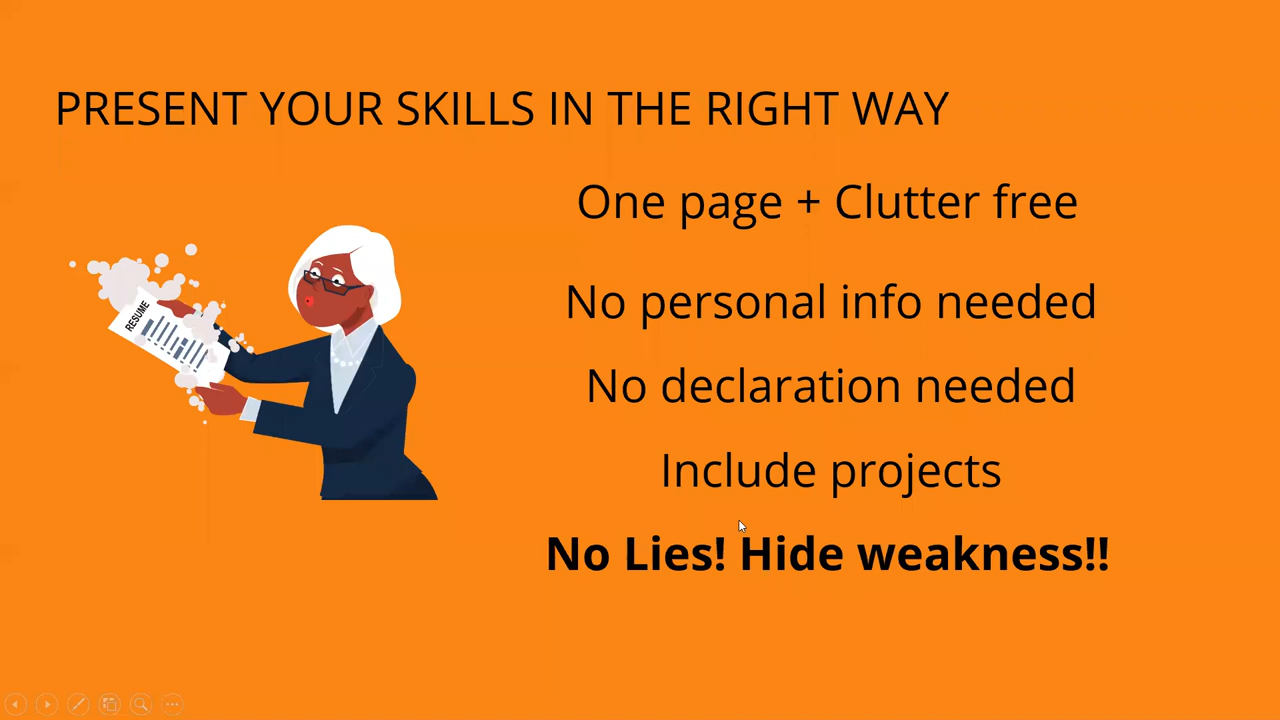 PRESENT YOUR SKILLS IN THE RIGHT WAY
One page + Clutter free
RESUME
No personal info needed
No declaration needed
Include projects
No Lies! Hide weakness!!